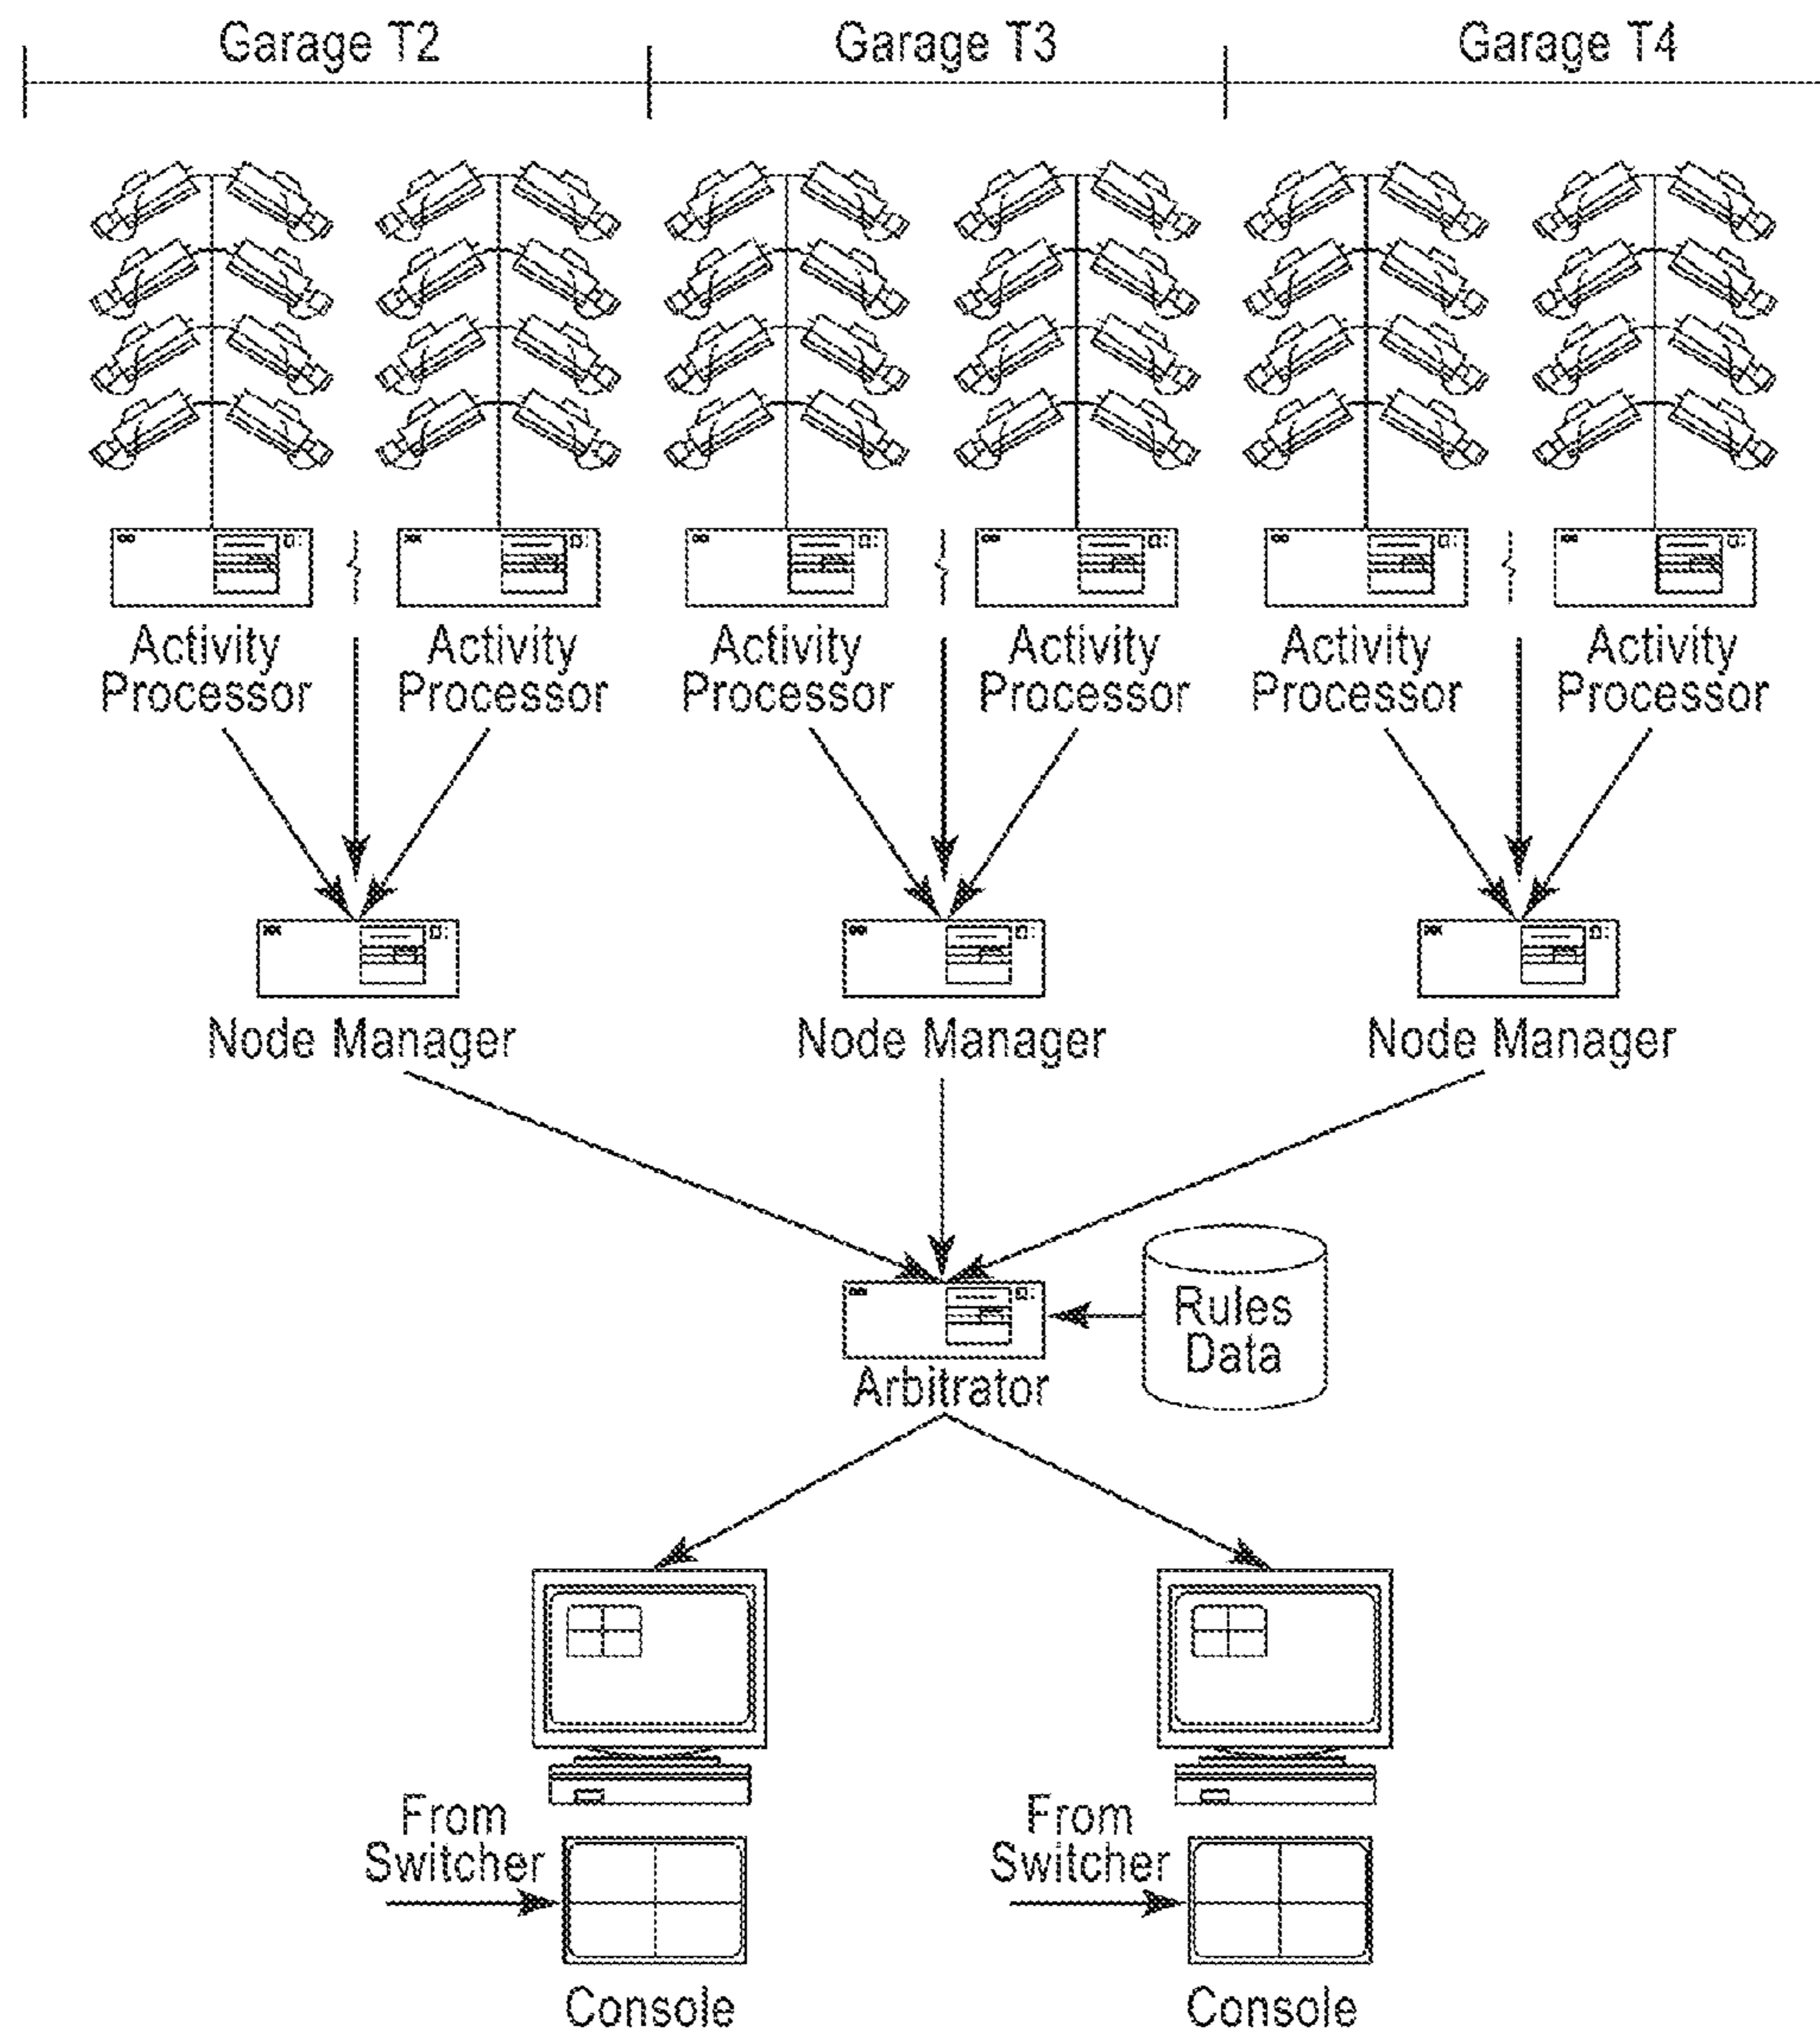 Garage T2
Garage T3
Garage T4
Activity
Processor
Activity
Processor
Activity
Processor
Activity
Processor
Activity
Processor
Activity
Processor
Node Manager
Node Manager
Node Manager
Rules
Data
Arbitrator
From
Switcher
From
Switcher
Console
Console